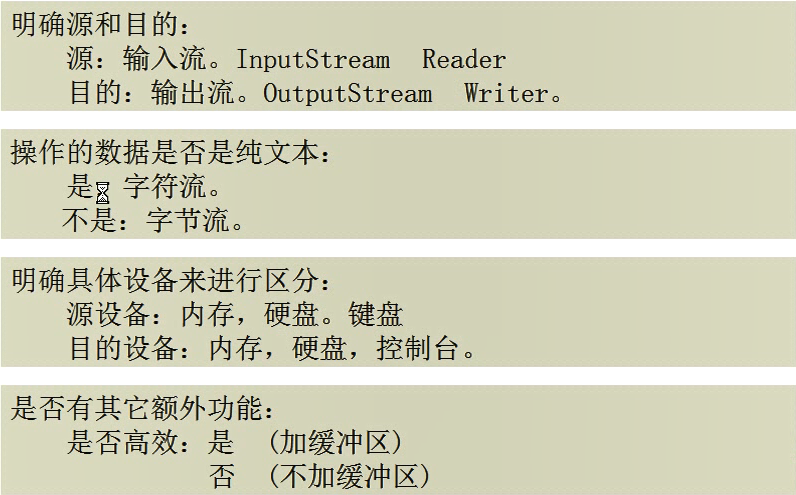 明确源和目的：
源：输入流。InputStream Reader
目的：输出流。OutputStream Writer。
操作的数据是否是纯文本：
是 字符流。
不是：字节流。
明确具体设备来进行区分：
源设备：内存，硬盘。键盘
目的设备：内存，硬盘，控制台。
是否有其它额外功能：
是否高效：是 (加缓冲区)
否 (不加缓冲区)